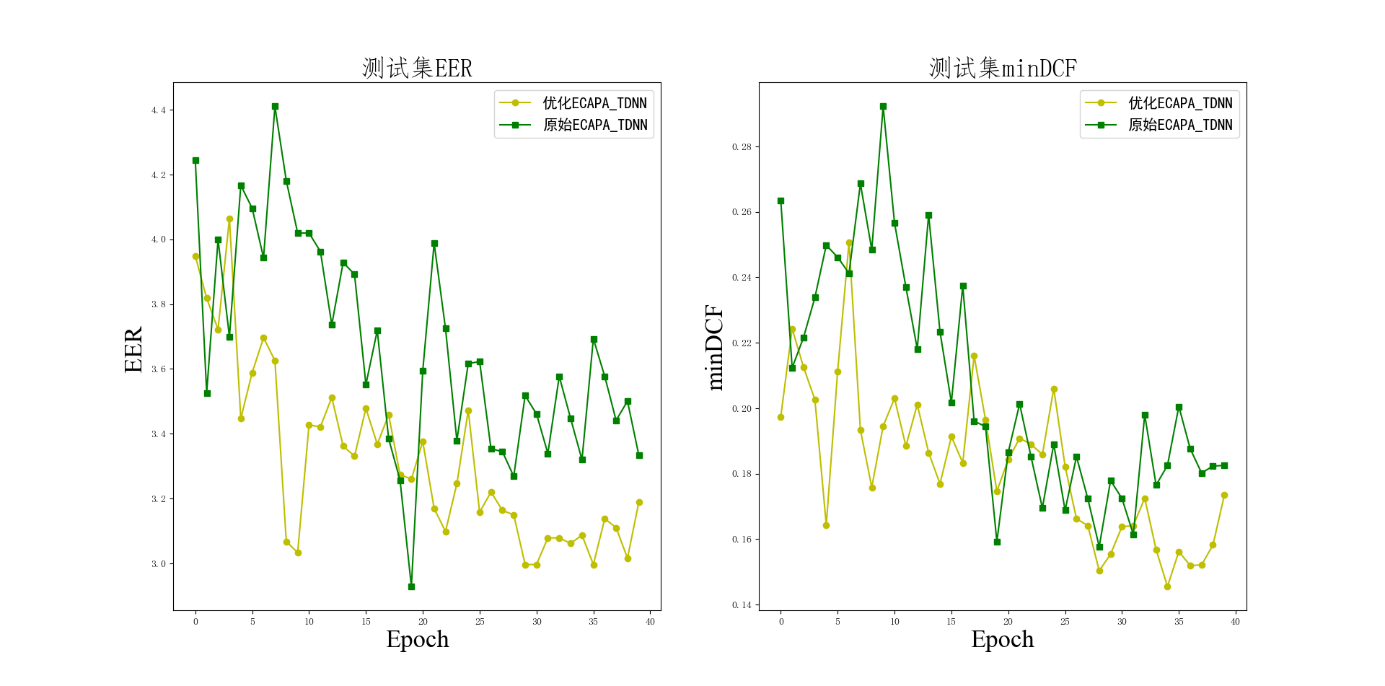 测试集EER
优化ECAPA_TDNN
原始ECAPA_TDNN
4.4
4.2
4.0
3.8
3.6
3.4
3.2
3.0
EER
0 5 10 15 20 25 30 35 40
Epoch
测试集minDCF
优化ECAPA_TDNN
原始ECAPA_TDNN
0.28
0.26
0.24
0.22
0.20
0.18
0.16
0.14
minDCF
0 5 10 15 20 25 30 35 40
Epoch